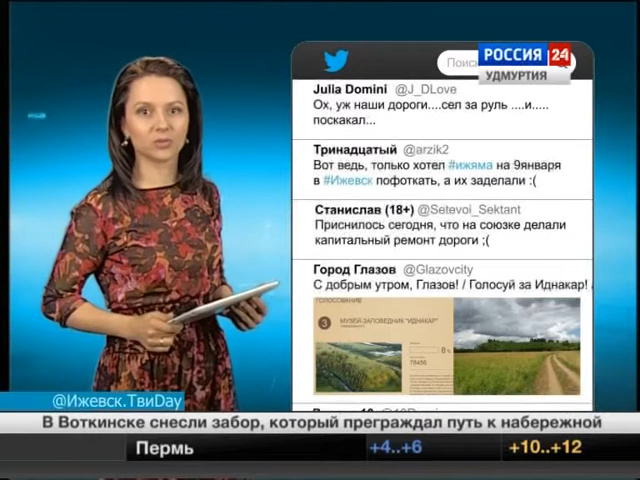 Поиск
РОССИЯ 24
УДМУРТИЯ
Julia Domini @J_DLove
Ох, уж наши дороги....сел за руль ....и.....
поскакал...
Тринадцатый @arzik2
Вот ведь, только хотел #ижяма на 9января
в #Ижевск пофоткать, а их заделали :(
Станислав (18+) @Setevoi_Sektant
Приснилось сегодня, что на союзке делали
капитальный ремонт дороги ;(
Город Глазов @Glazovcity
С добрым утром, Глазов! / Голосуй за Иднакар!
ГОЛОСОВАНИЕ
3 МУЗЕЙ-ЗАПОВЕДНИК "ИДНАКАР"
@Ижевск.ТвиDay
В Воткинске снесли забор, который преграждал путь к набережной
Пермь +4..+6 +10..+12